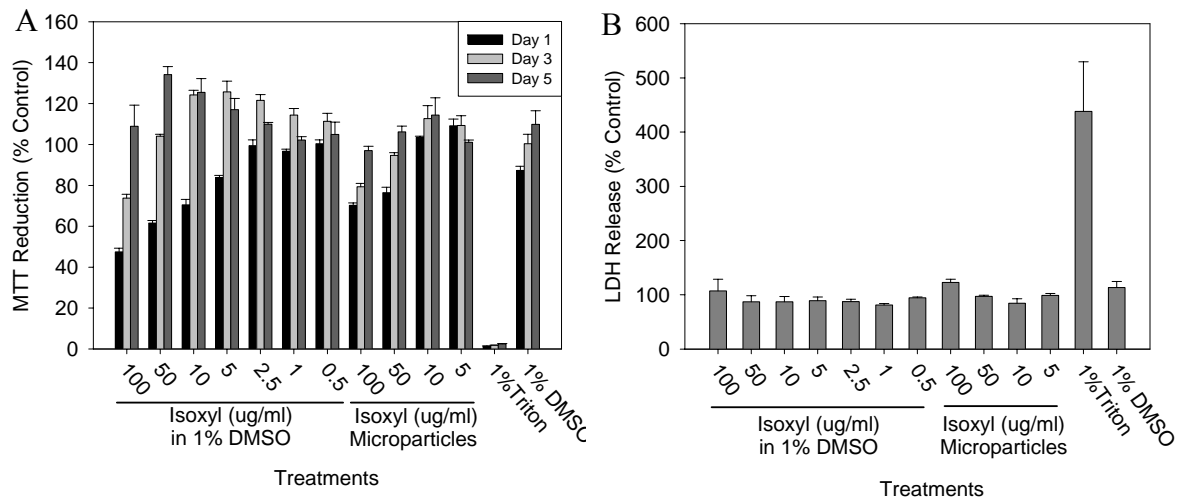 A
MTT Reduction (% Control)
160
140
120
100
80
60
40
20
0
Day 1
Day 3
Day 5
100
50
10
5
2.5
1
0.5
100
50
10
5
1%Triton
1% DMSO
Isoxyl (ug/ml)
in 1% DMSO
Isoxyl (ug/ml)
Microparticles
Treatments
B
LDH Release (% Control)
600
500
400
300
200
100
0
100
50
10
5
2.5
1
0.5
100
50
10
5
1%Triton
1% DMSO
Isoxyl (ug/ml)
in 1% DMSO
Isoxyl (ug/ml)
Microparticles
Treatments